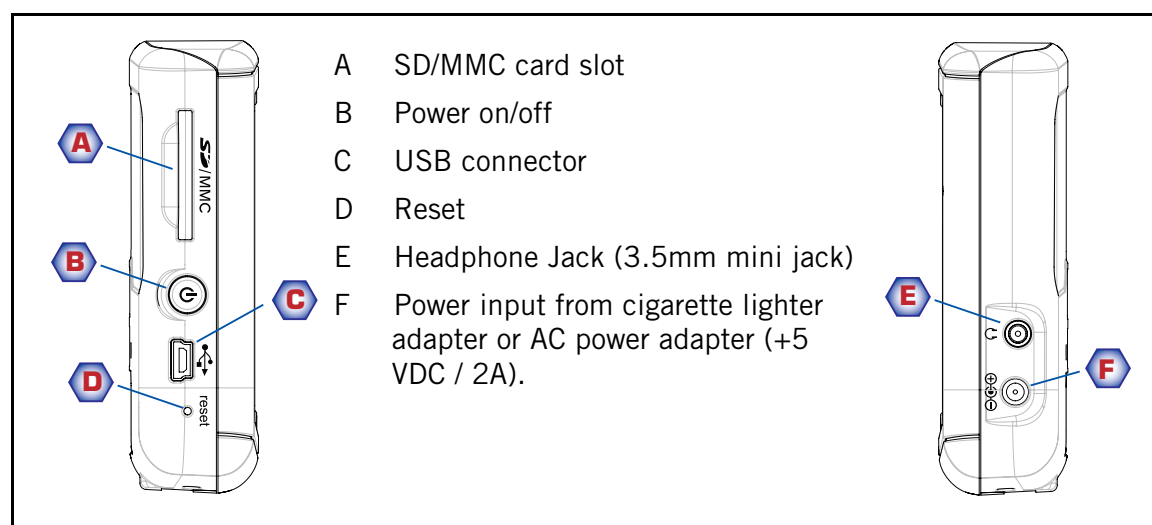 A SD/MMC card slot
B Power on/off
C USB connector
D Reset
E Headphone Jack (3.5mm mini jack)
F Power input from cigarette lighter
adapter or AC power adapter (+5
VDC / 2A).
A
SD/MMC
B
C
D
reset
E
F